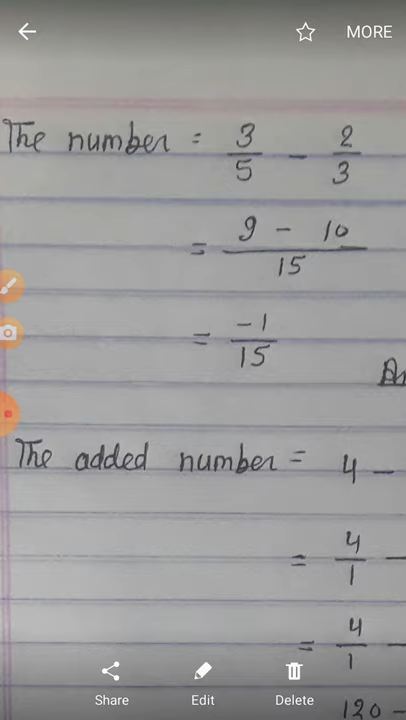 MORE
The number = 3/5 - 2/3
= 9 - 10/15
= -1/15
The added number = 4 -
= 4/1 -
= 4/1 -
120 -
Share Edit Delete